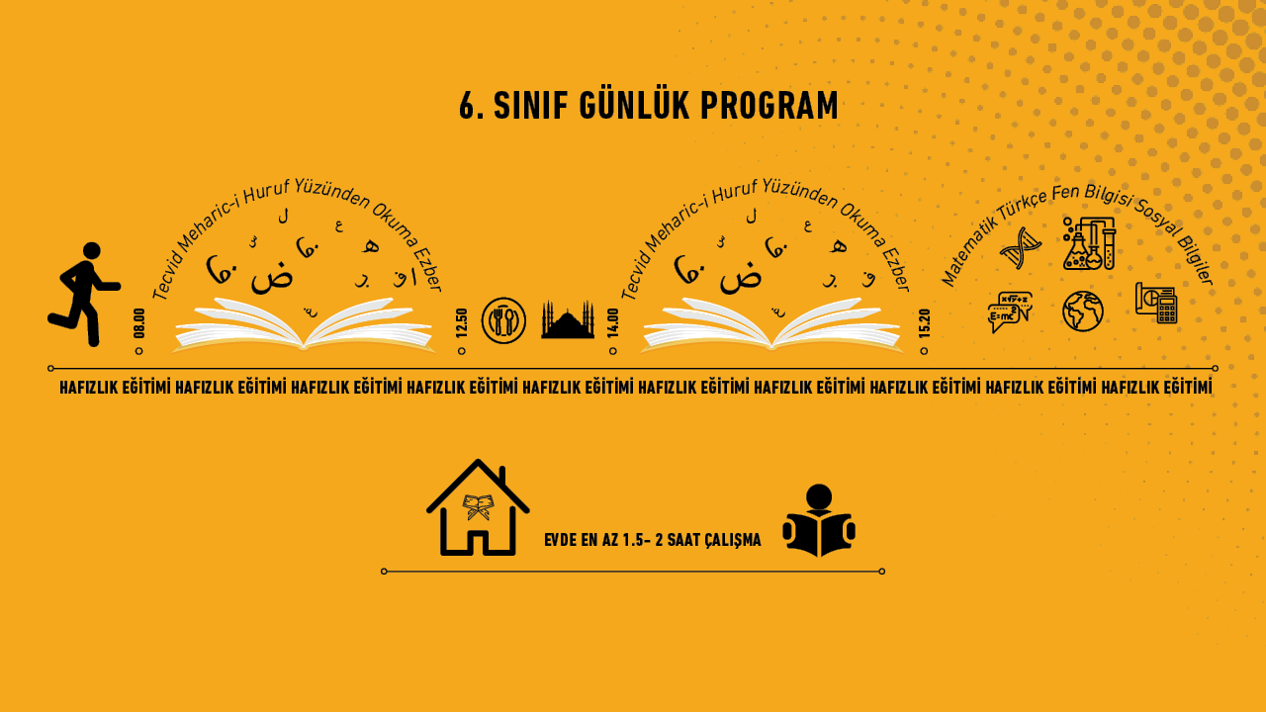 6. SINIF GÜNLÜK PROGRAM
Tecvid Meharic-i Huruf Yüzünden Okuma Ezber
Tecvid Meharic-i Huruf Yüzünden Okuma Ezber
Matematik Türkçe Fen Bilgisi Sosyal Bilgiler
08.00
12.50
14.00
15.20
HAFIZLIK EĞİTİMİ HAFIZLIK EĞİTİMİ HAFIZLIK EĞİTİMİ HAFIZLIK EĞİTİMİ HAFIZLIK EĞİTİMİ HAFIZLIK EĞİTİMİ HAFIZLIK EĞİTİMİ HAFIZLIK EĞİTİMİ HAFIZLIK EĞİTİMİ HAFIZLIK EĞİTİMİ
EVDE EN AZ 1.5- 2 SAAT ÇALIŞMA